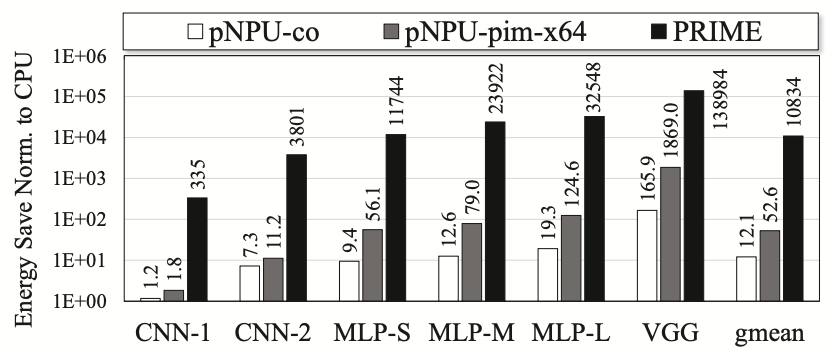 pNPU-co pNPU-pim-x64 PRIME
Energy Save Norm. to CPU
1E+06
1E+05
1E+04
1E+03
1E+02
1E+01
1E+00
1.2 1.8 335
7.3 11.2 3801
9.4 56.1 11744
12.6 79.0 23922
19.3 124.6 32548
165.9 1869.0 138984
12.1 52.6 10834
CNN-1 CNN-2 MLP-S MLP-M MLP-L VGG gmean